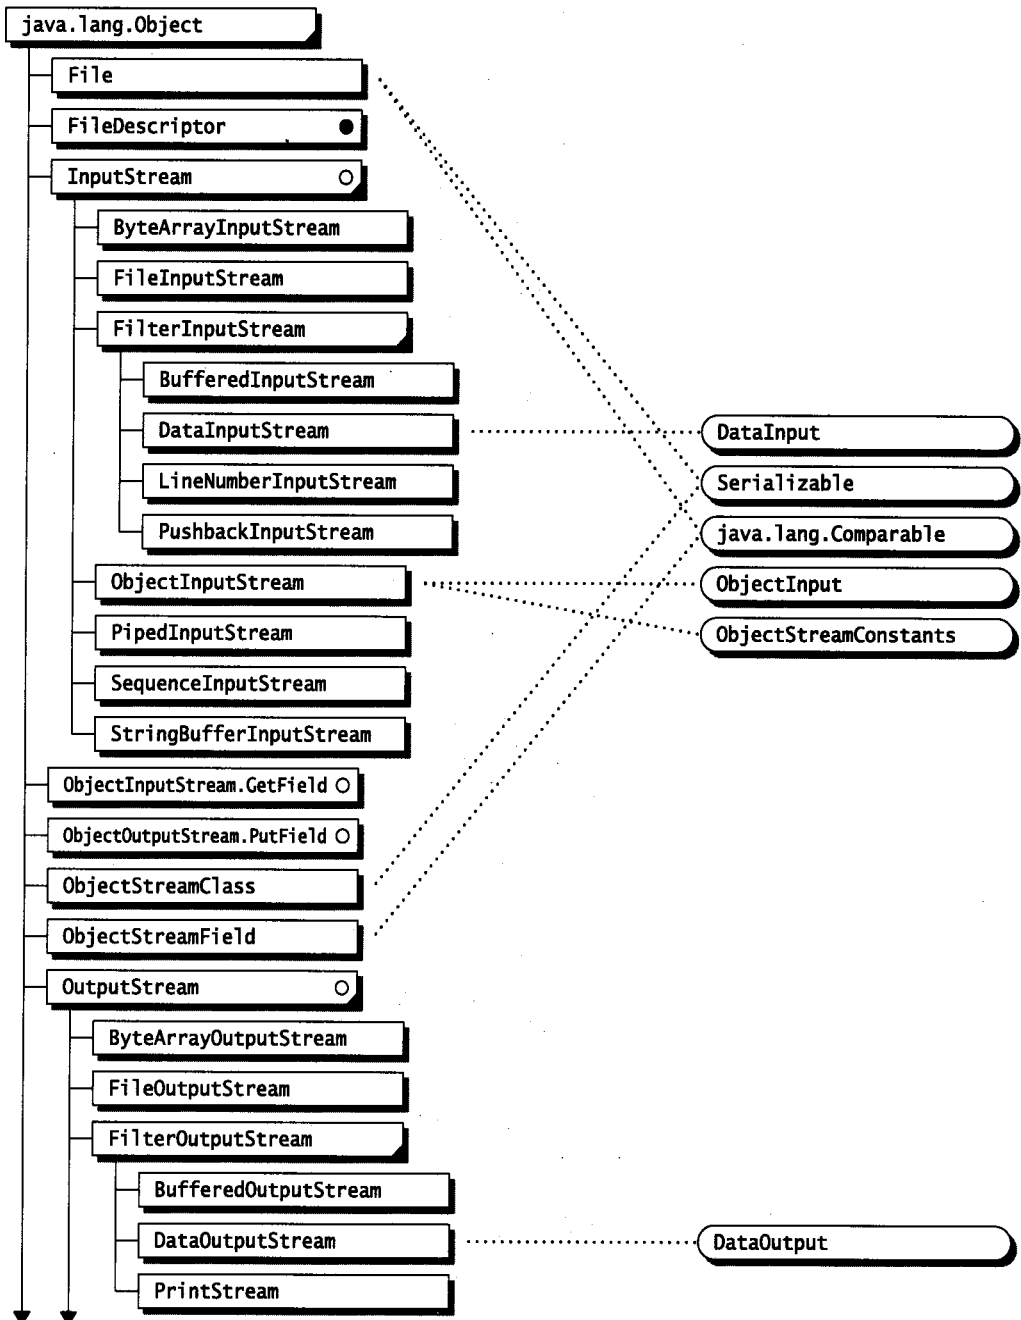 java.lang.Object
File
FileDescriptor
InputStream
ByteArrayInputStream
FileInputStream
FilterInputStream
BufferedInputStream
DataInputStream
DataInput
LineNumberInputStream
Serializable
PushbackInputStream
java.lang.Comparable
ObjectInputStream
ObjectInput
PipedInputStream
ObjectStreamConstants
SequenceInputStream
StringBufferInputStream
ObjectInputStream.GetField
ObjectOutputStream.PutField
ObjectStreamClass
ObjectStreamField
OutputStream
ByteArrayOutputStream
FileOutputStream
FilterOutputStream
BufferedOutputStream
DataOutputStream
DataOutput
PrintStream